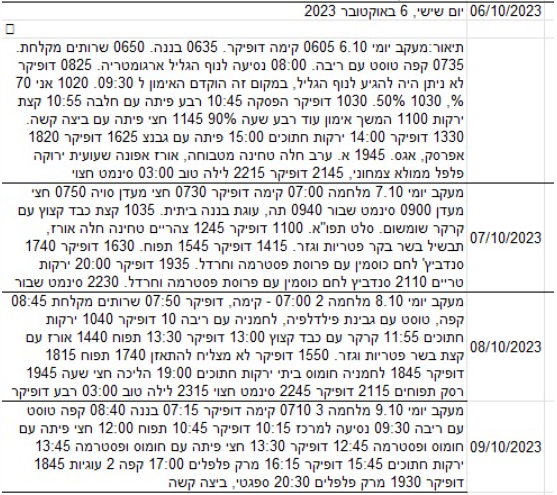 06/10/2023 יום שישי, 6 באוקטובר 2023
תיאור:מעקב יומי 6.10 0605 קימה דופיקר. 0635 בננה. 0650 שרותים מקלחת.
0735 קפה טוסט עם ריבה. 08:00 נסיעה לנוף הגליל ארגומטריה. 0825 דופיקר
לא ניתן היה להגיע לנוף הגליל, במקום זה הוקדם האימון ל 09:30. 1020 אני 70
%, 1030 50%. 1030 דופיקר הפסקה 10:45 רבע פיתה עם חלבה 10:55 קצת
ירקות 1100 המשך אימון עוד רבע שעה 90% 1145 חצי פיתה עם ביצה קשה.
1330 דופיקר 14:00 ירקות חתוכים 15:00 פיתה עם גבנצ 1625 דופיקר 1820
אפרסק, אגס. 1945 א. ערב חלה טחינה מטבוחה, אורז אפונה שעועית ירוקה
פלפל ממולא צמחוני, 2145 דופיקר 2215 לילה טוב 03:00 סינמט חצוי
07/10/2023
מעקב יומי 7.10 מלחמה 07:00 קימה דופיקר 0730 חצי מעדן סויה 0750 חצי
מעדן 0900 סינמט שבור 0940 תה, עוגת בננה ביתית. 1035 קצת כבד קצוץ עם
קרקר שומשום. סלט תפו"א. 1100 דופיקר 1245 צהריים טחינה חלה אורז,
תבשיל בשר בקר פטריות וגזר. 1415 דופיקר 1545 תפוח. 1630 דופיקר 1740
סנדביץ' לחם כוסמין עם פרוסת פסטרמה וחרדל. 1935 דופיקר 20:00 ירקות
טריים 2110 סנדביץ לחם כוסמין עם פרוסת פסטרמה וחרדל. 2230 סינמט שבור
08/10/2023
מעקב יומי 8.10 מלחמה 2 07:00 - קימה, דופיקר 07:50 שרותים מקלחת 08:45
קפה, טוסט עם גבינת פילדלפיה, לחמניה עם ריבה 10 דופיקר 1040 ירקות
חתוכים 11:55 קרקר עם כבד קצוץ 13:00 דופיקר 13:30 תפוח 1440 אורז עם
קצת בשר פטריות וגזר. 1550 דופיקר לא מצליח להתאזן 1740 תפוח 1815
דופיקר 1845 לחמניה חומוס ביתי ירקות חתוכים 19:00 הליכה חצי שעה 1945
רסק תפוחים 2115 דופיקר 2245 סינמט חצוי 2315 לילה טוב 03:00 רבע דופיקר
09/10/2023
מעקב יומי 9.10 מלחמה 3 0710 קימה דופיקר 07:15 בננה 08:40 קפה טוסט
עם ריבה 09:30 נסיעה למרכז 10:15 דופיקר 10:45 תפוח 12:00 חצי פיתה עם
חומוס ופסטרמה 12:45 דופיקר 13:30 חצי פיתה עם חומוס ופסטרמה 13:45
ירקות חתוכים 15:45 דופיקר 16:15 מרק פלפלים 17:00 קפה 2 עוגיות 1845
דופיקר 1930 מרק פלפלים 20:30 ספגטי, ביצה קשה